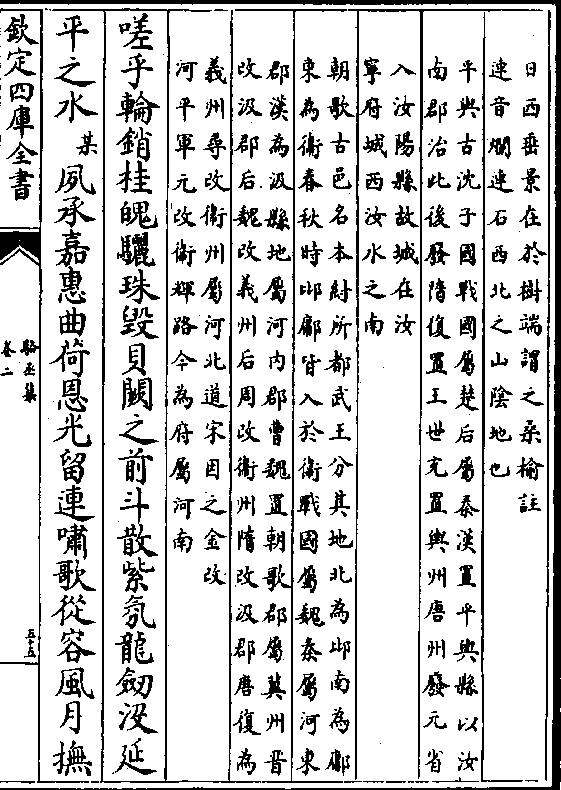 日西垂景在於樹端謂之桑榆註
連音爛連石西北之山陰地也
平輿古沈子國戰國屬楚后屬秦漢置平輿縣以汝
南郡治此後廢隋復置王世充置輿州唐州廢元省
入汝陽縣故城在汝
寧府城西汝水之南
朝歌古邑名本紂所都武王分其地北為邶南為鄘
東為衛春秋時邶鄘皆入於衛戰國屬魏秦屬河東
郡漢為汲縣地屬河内郡曹魏置朝歌郡屬冀州晉
改汲郡后魏改義州后周改衛州隋改汲郡唐復為
義州尋改衛州屬河北道宋因之金改
河平軍元改衛輝路今為府屬河南
嗟乎輪銷桂魄驪珠毀貝闕之前斗散紫氛龍劒沒延
平之水某夙承嘉惠曲荷恩光留連嘯歌從容風月撫
欽定四庫全書
駱丞集
卷二
五十五